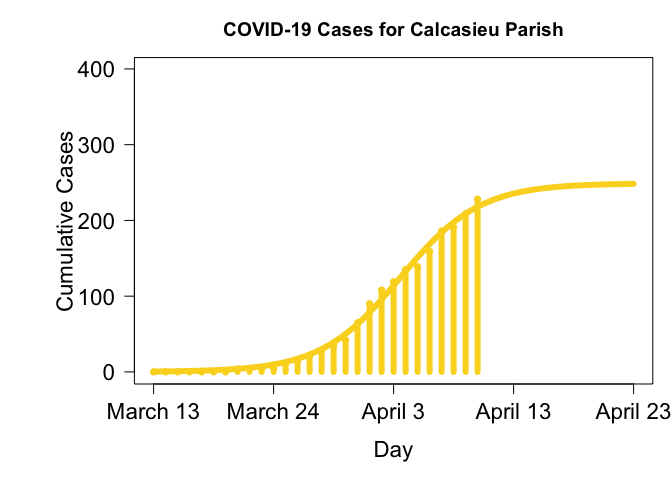 COVID-19 Cases for Calcasieu Parish
Cumulative Cases
400
300
200
100
0
March 13 March 24 April 3 April 13 April 23
Day